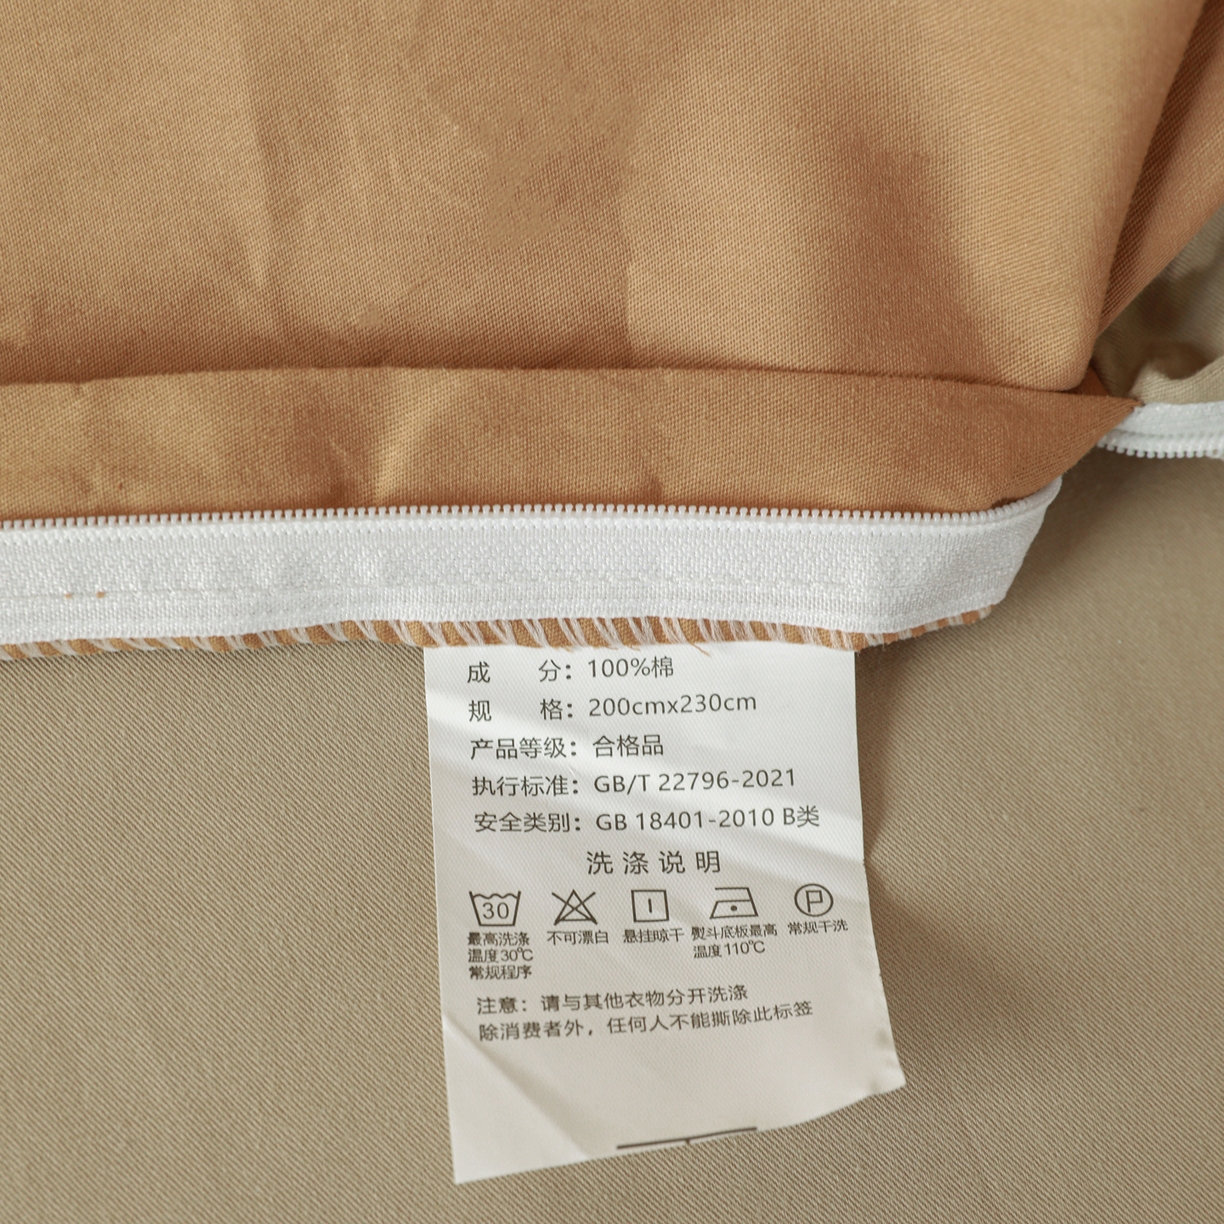 成 分：100%棉
规 格：200cmx230cm
产品等级：合格品
执行标准：GB/T 22796-2021
安全类别：GB 18401-2010 B类
洗涤说明
30 P
最高洗涤 不可漂白 悬挂晾干 熨斗底板最高 常规干洗
温度30℃ 温度110℃
常规程序
注意：请与其他衣物分开洗涤
除消费者外，任何人不能撕除此标签